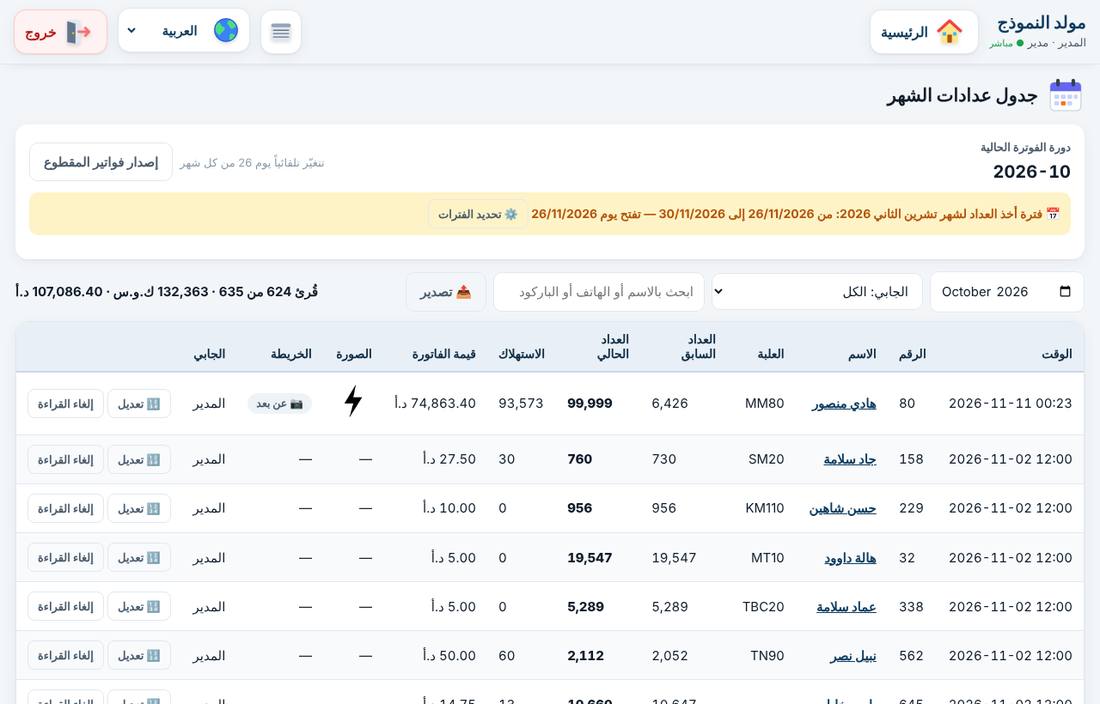 مولد النموذج
المدير · مدير ● مباشر
الرئيسية
العربية
خروج
جدول عدادات الشهر
دورة الفوترة الحالية
2026-10
تتغيّر تلقائياً يوم 26 من كل شهر
إصدار فواتير المقطوع
فترة أخذ العداد لشهر تشرين الثاني 2026: من 26/11/2026 إلى 30/11/2026 — تفتح يوم 26/11/2026
تحديد الفترات
October 2026
الجابي: الكل
ابحث بالاسم أو الهاتف أو الباركود
تصدير
قُرئ 624 من 635 · 132,363 ك.و.س · 107,086.40 د.أ
الوقت الرقم الاسم العلبة العداد السابق العداد الحالي الاستهلاك قيمة الفاتورة الصورة الخريطة الجابي
2026-11-11 00:23 80 هادي منصور MM80 6,426 99,999 93,573 74,863.40 د.أ عن بعد المدير تعديل إلغاء القراءة
2026-11-02 12:00 158 جاد سلامة SM20 730 760 30 27.50 د.أ — — المدير تعديل إلغاء القراءة
2026-11-02 12:00 229 حسن شاهين KM110 956 956 0 10.00 د.أ — — المدير تعديل إلغاء القراءة
2026-11-02 12:00 32 هالة داوود MT10 19,547 19,547 0 5.00 د.أ — — المدير تعديل إلغاء القراءة
2026-11-02 12:00 338 عماد سلامة TBC20 5,289 5,289 0 5.00 د.أ — — المدير تعديل إلغاء القراءة
2026-11-02 12:00 562 نبيل نصر TN90 2,052 2,112 60 50.00 د.أ — — المدير تعديل إلغاء القراءة